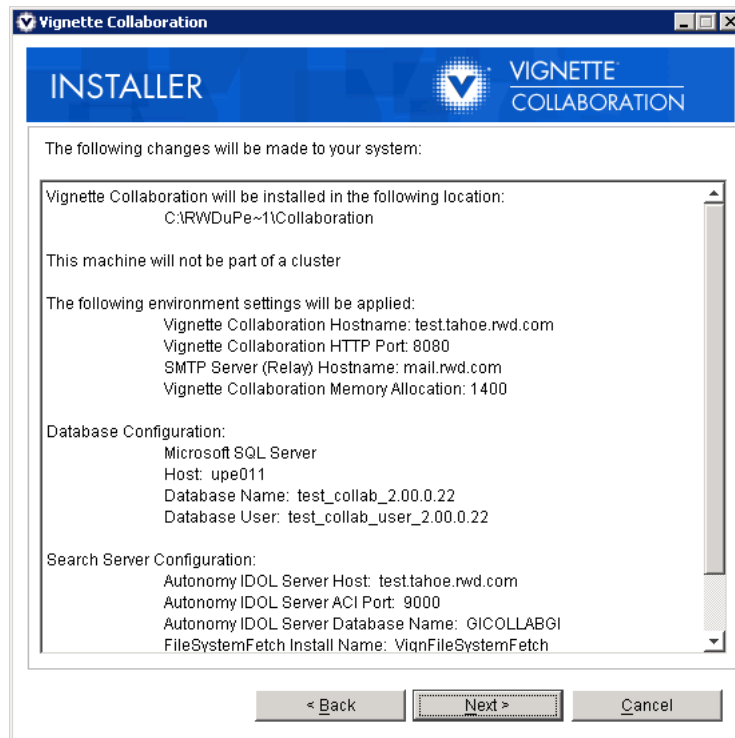 Vignette Collaboration
INSTALLER
VIGNETTE
COLLABORATION
The following changes will be made to your system:
Vignette Collaboration will be installed in the following location:
C:\RWDuPe~1\Collaboration
This machine will not be part of a cluster
The following environment settings will be applied:
Vignette Collaboration Hostname: test.tahoe.rwd.com
Vignette Collaboration HTTP Port: 8080
SMTP Server (Relay) Hostname: mail.rwd.com
Vignette Collaboration Memory Allocation: 1400
Database Configuration:
Microsoft SQL Server
Host: upe011
Database Name: test_collab_2.00.0.22
Database User: test_collab_user_2.00.0.22
Search Server Configuration:
Autonomy IDOL Server Host: test.tahoe.rwd.com
Autonomy IDOL Server ACI Port: 9000
Autonomy IDOL Server Database Name: GICOLLABGI
FileSystemFetch Install Name: VignFileSystemFetch
< Back Next > Cancel